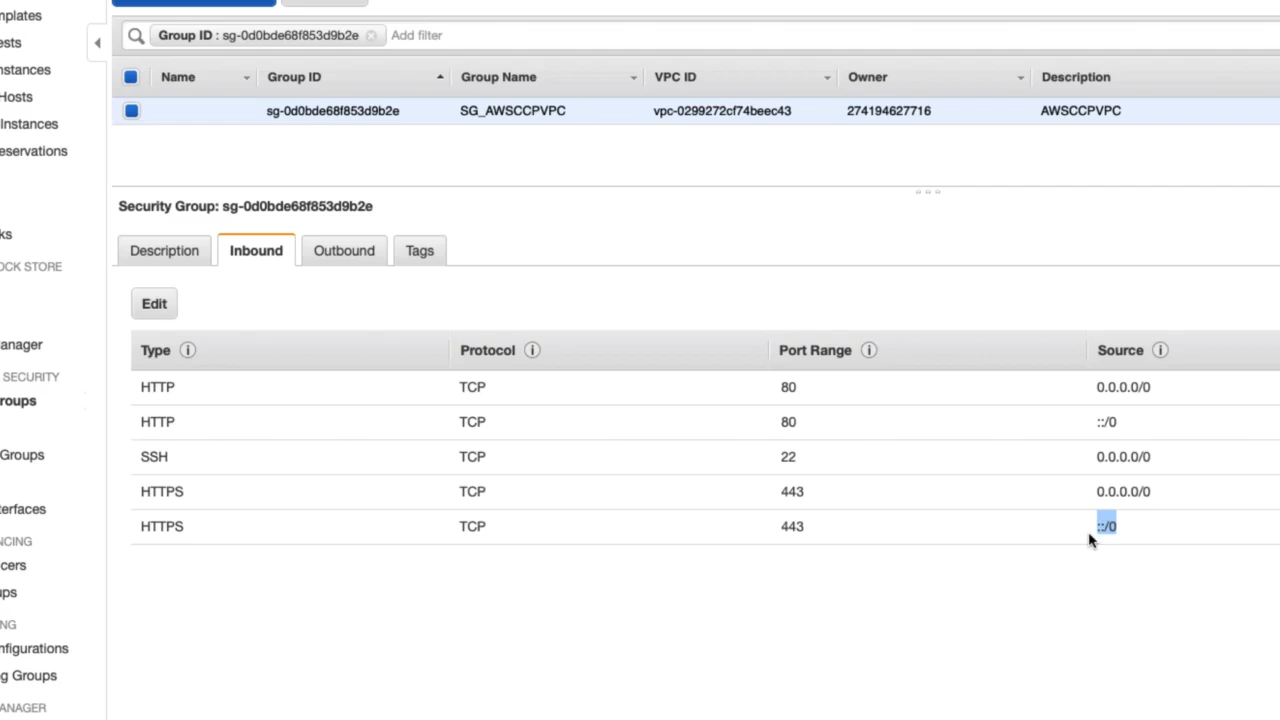 nplates
ests
Group ID : sg-0d0bde68f853d9b2e Add filter
nstances
Name Group ID Group Name VPC ID Owner Description
Hosts
sg-0d0bde68f853d9b2e SG_AWSCCPVPC vpc-0299272cf74beec43 274194627716 AWSCCPVPC
Instances
eservations
Security Group: sg-0d0bde68f853d9b2e
ks
Description Inbound Outbound Tags
OCK STORE
Edit
anager
Type Protocol Port Range Source
SECURITY
HTTP TCP 80 0.0.0.0/0
roups
HTTP TCP 80 ::/0
Groups
SSH TCP 22 0.0.0.0/0
HTTPS TCP 443 0.0.0.0/0
terfaces
HTTPS TCP 443 ::/0
NCING
cers
ups
NG
nfigurations
g Groups
ANAGER